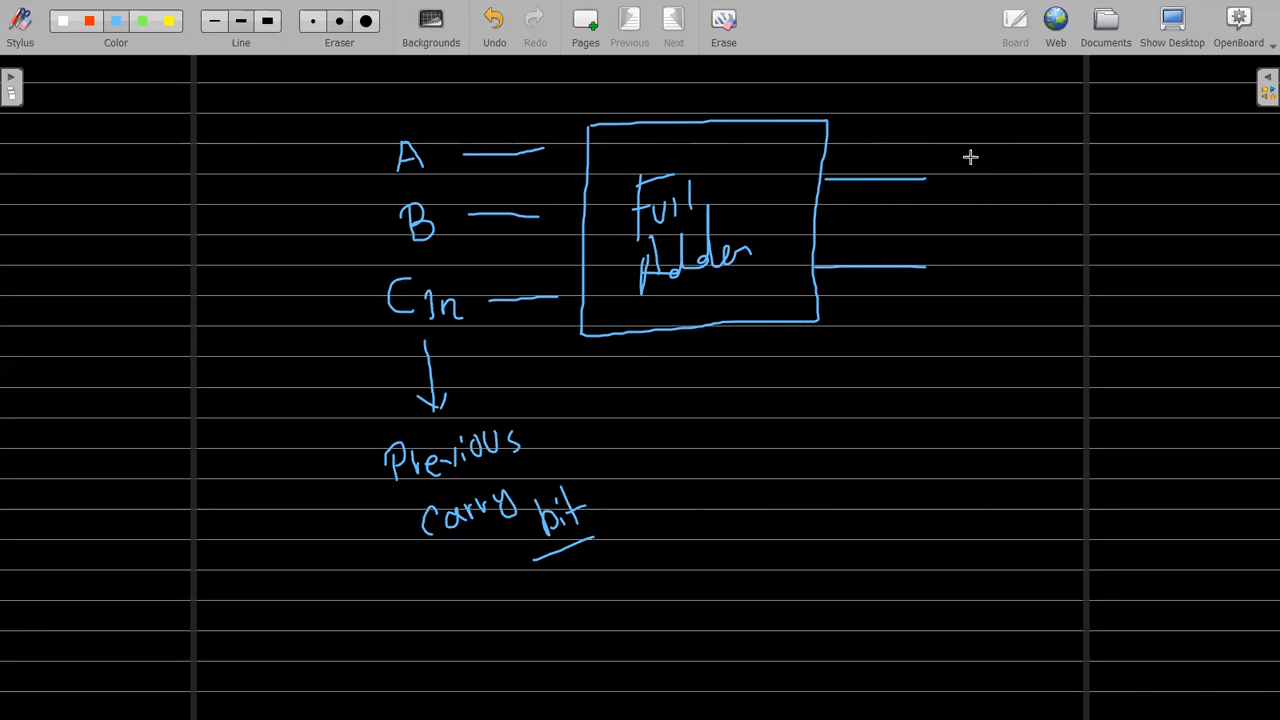 Stylus
Color
Line
Eraser
Backgrounds
Undo
Redo
Pages
Previous
Next
Erase
Board
Web
Documents
Show Desktop
OpenBoard
A
B
CIn
Full
Adder
Previous
Carry bit